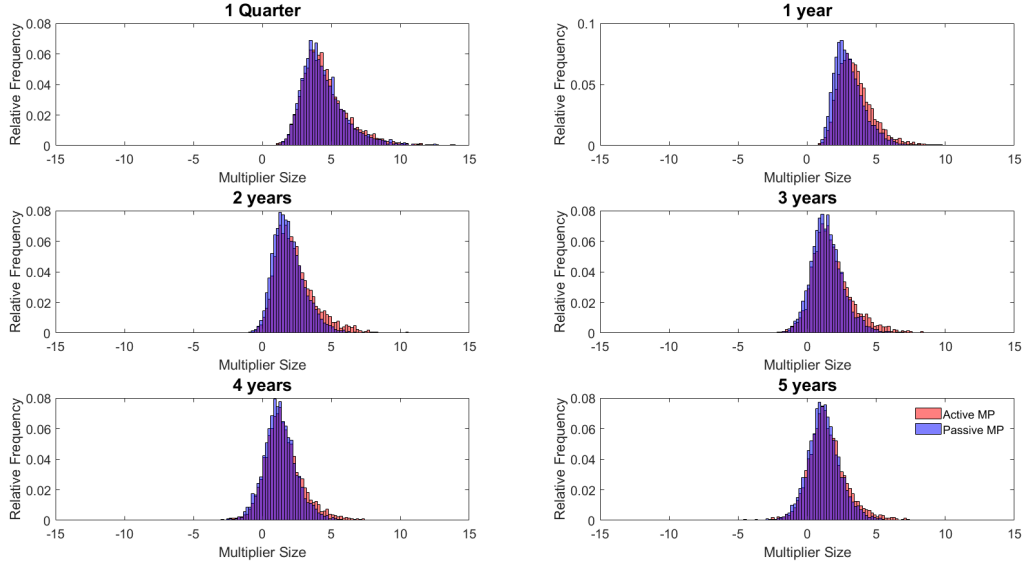 1 Quarter
Relative Frequency
0.08
0.06
0.04
0.02
0
-15 -10 -5 0 5 10 15
Multiplier Size
1 year
Relative Frequency
0.1
0.05
0
-15 -10 -5 0 5 10 15
Multiplier Size
2 years
Relative Frequency
0.08
0.06
0.04
0.02
0
-15 -10 -5 0 5 10 15
Multiplier Size
3 years
Relative Frequency
0.08
0.06
0.04
0.02
0
-15 -10 -5 0 5 10 15
Multiplier Size
4 years
Relative Frequency
0.08
0.06
0.04
0.02
0
-15 -10 -5 0 5 10 15
Multiplier Size
5 years
Relative Frequency
0.08
0.06
0.04
0.02
0
Active MP
Passive MP
-15 -10 -5 0 5 10 15
Multiplier Size